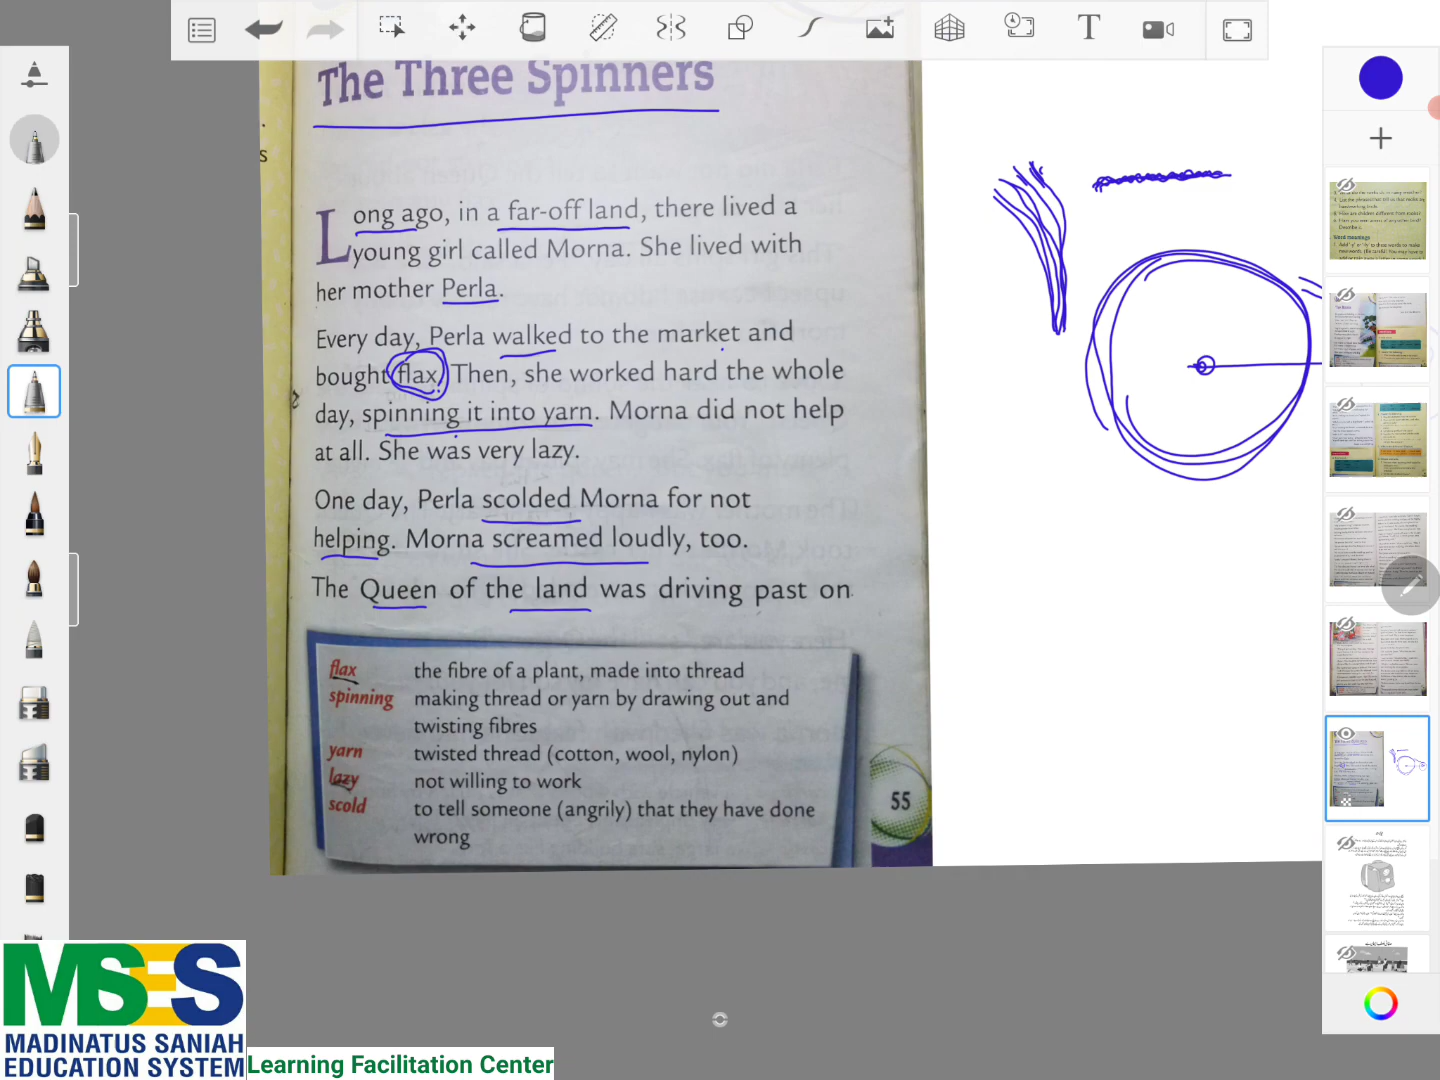 The Three Spinners
Long ago, in a far-off land, there lived a
young girl called Morna. She lived with
her mother Perla.
Every day, Perla walked to the market and
bought flax. Then, she worked hard the whole
day, spinning it into yarn. Morna did not help
at all. She was very lazy.
One day, Perla scolded Morna for not
helping. Morna screamed loudly, too.
The Queen of the land was driving past on
flax the fibre of a plant, made into thread
spinning making thread or yarn by drawing out and
twisting fibres
yarn twisted thread (cotton, wool, nylon)
lazy not willing to work
scold to tell someone (angrily) that they have done
wrong
55
T
MSES
MADINATUS SANIAH
EDUCATION SYSTEM
Learning Facilitation Center